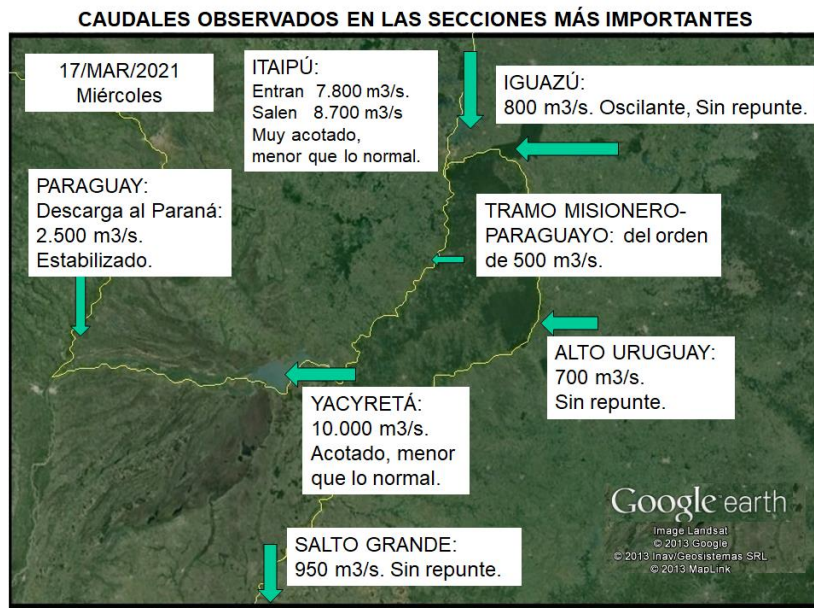 CAUDALES OBSERVADOS EN LAS SECCIONES MÁS IMPORTANTES
17/MAR/2021
Miércoles
ITAIPÚ:
Entran 7.800 m3/s.
Salen 8.700 m3/s
Muy acotado,
menor que lo normal.
IGUAZÚ:
800 m3/s. Oscilante, Sin repunte.
PARAGUAY:
Descarga al Paraná:
2.500 m3/s.
Estabilizado.
TRAMO MISIONERO-
PARAGUAYO: del orden
de 500 m3/s.
ALTO URUGUAY:
700 m3/s.
Sin repunte.
YACYRETÁ:
10.000 m3/s.
Acotado, menor
que lo normal.
SALTO GRANDE:
950 m3/s. Sin repunte.
Google earth
Image Landsat
© 2013 Google
© 2013 Inav/Geosistemas SRL
© 2013 MapLink